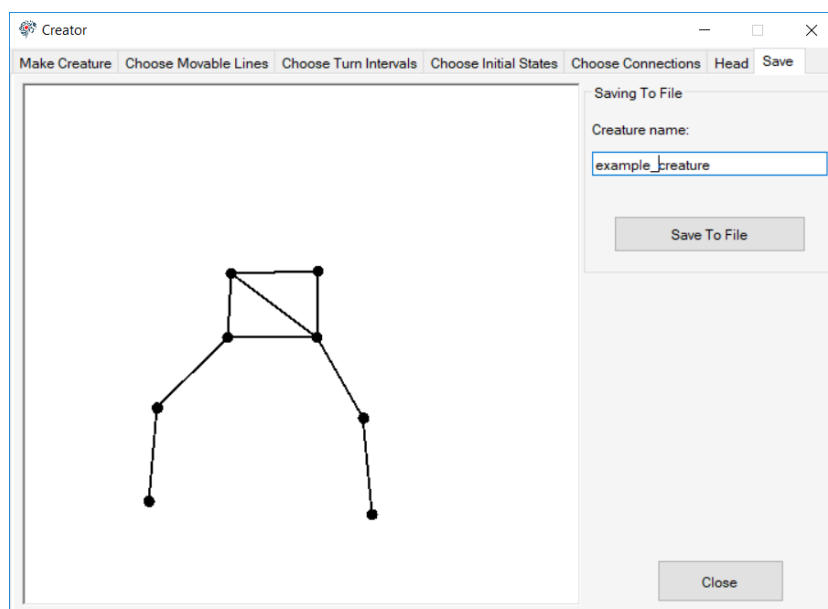 Creator
Make Creature Choose Movable Lines Choose Turn Intervals Choose Initial States Choose Connections Head Save
Saving To File
Creature name:
example_creature
Save To File
Close